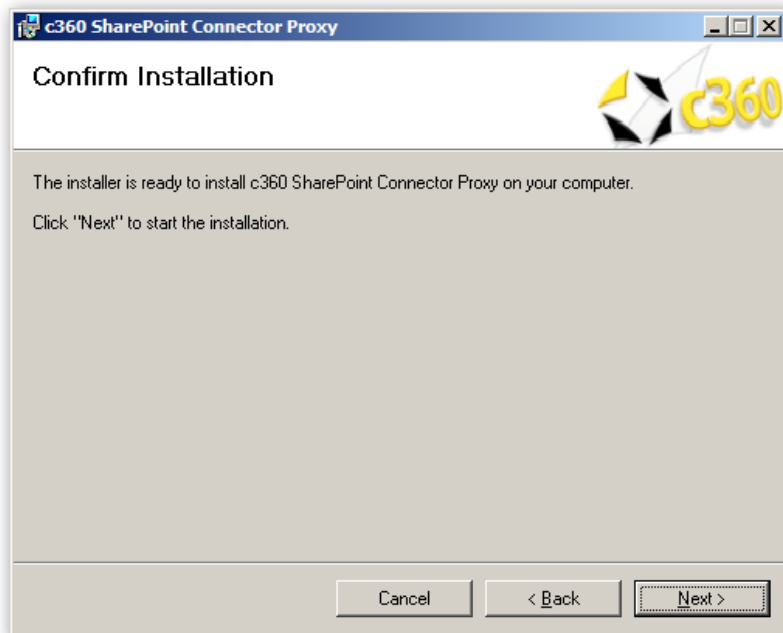 c360 SharePoint Connector Proxy
Confirm Installation
c360
The installer is ready to install c360 SharePoint Connector Proxy on your computer.
Click "Next" to start the installation.
Cancel
< Back
Next >